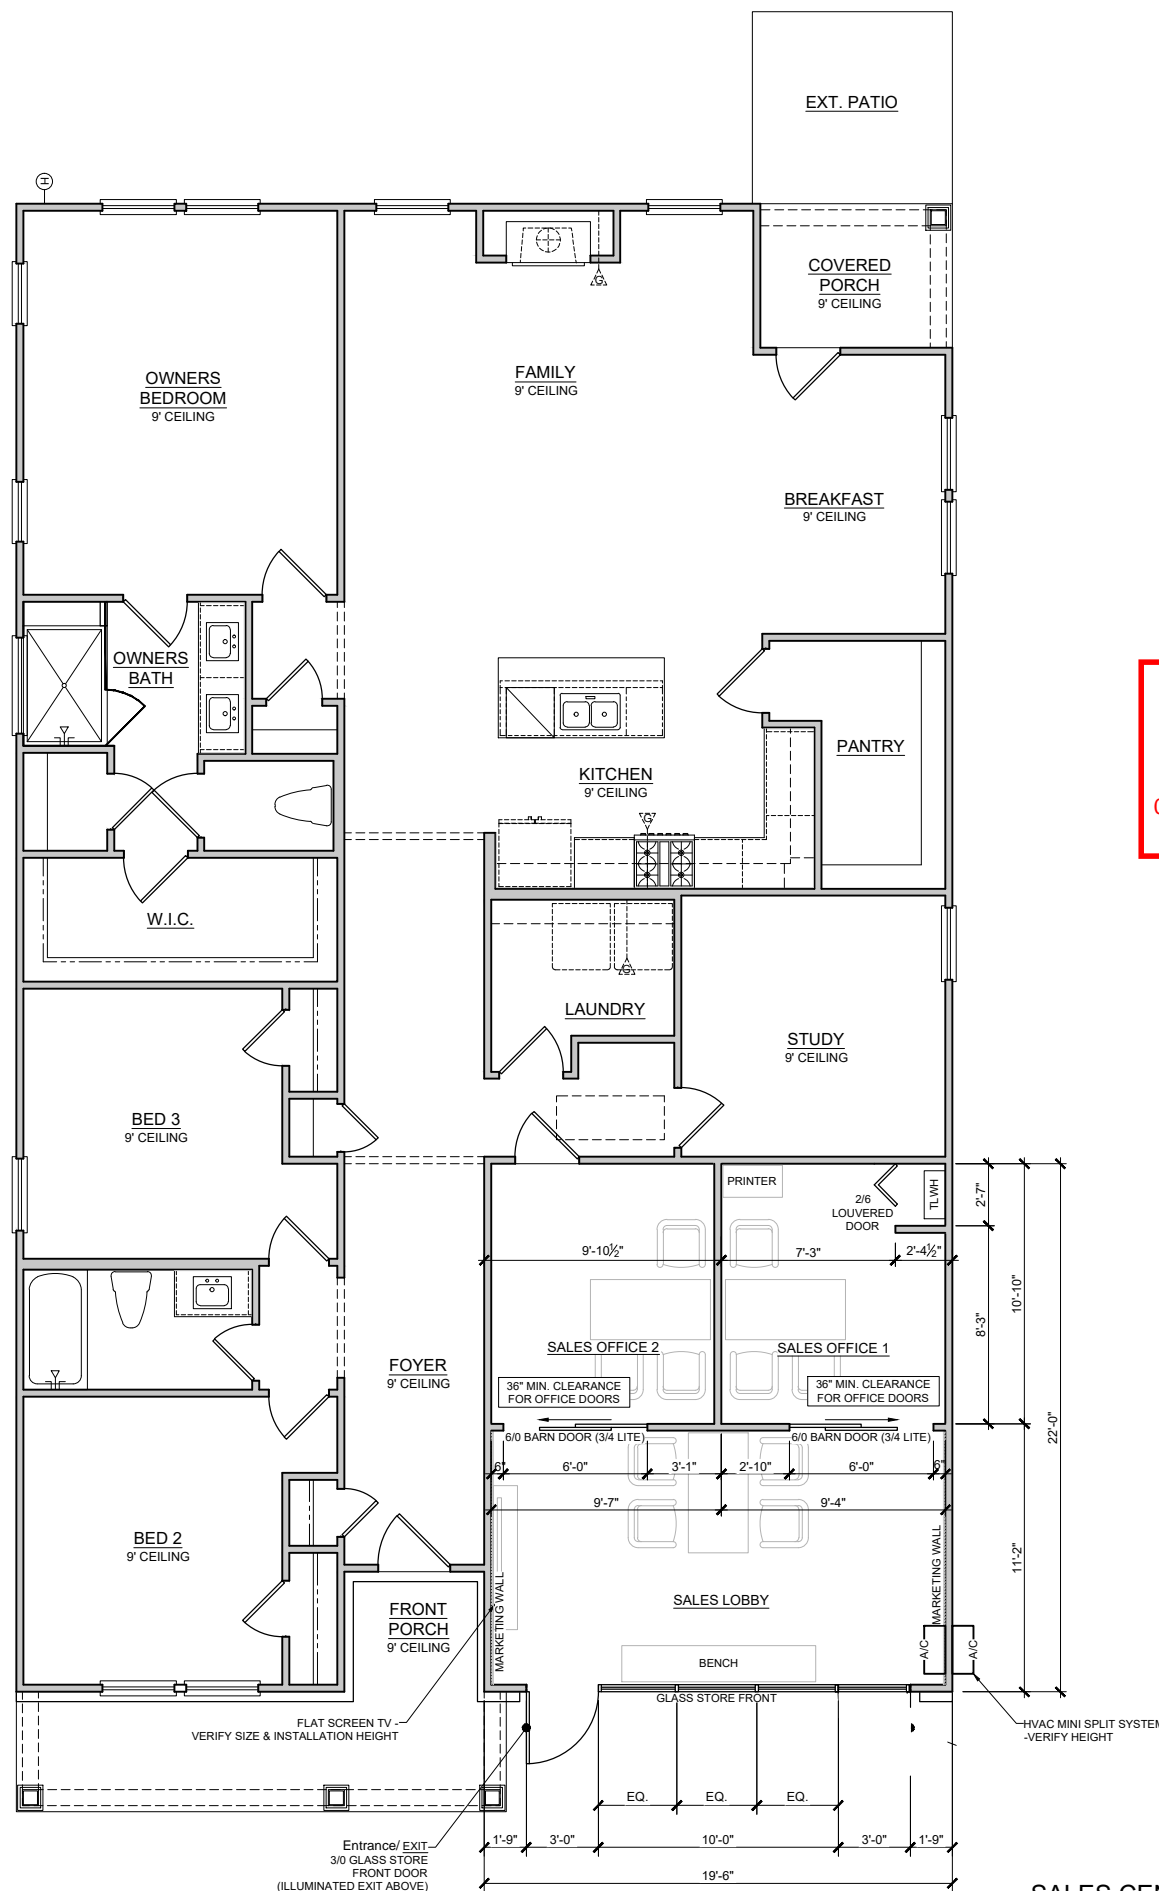 EXT. PATIO
H
COVERED
PORCH
9' CEILING
G
OWNERS
BEDROOM
9' CEILING
FAMILY
9' CEILING
BREAKFAST
9' CEILING
OWNERS
BATH
PANTRY
KITCHEN
9' CEILING
G
W.I.C.
G
LAUNDRY
STUDY
9' CEILING
BED 3
9' CEILING
PRINTER
2/6
LOUVERED
DOOR
TLWH
2'-7"
9'-10½"
7'-3"
2'-4½"
10'-10"
8'-3"
SALES OFFICE 2
SALES OFFICE 1
FOYER
9' CEILING
36" MIN. CLEARANCE
FOR OFFICE DOORS
36" MIN. CLEARANCE
FOR OFFICE DOORS
22'-0"
6/0 BARN DOOR (3/4 LITE)
6/0 BARN DOOR (3/4 LITE)
6"
6'-0"
3'-1"
2'-10"
6'-0"
6"
9'-7"
9'-4"
BED 2
9' CEILING
11'-2"
MARKETING WALL
MARKETING WALL
SALES LOBBY
FRONT
PORCH
9' CEILING
A/C
A/C
BENCH
GLASS STORE FRONT
FLAT SCREEN TV -
VERIFY SIZE & INSTALLATION HEIGHT
HVAC MINI SPLIT SYSTEM
-VERIFY HEIGHT
EQ.
EQ.
EQ.
Entrance/ EXIT
3/0 GLASS STORE
FRONT DOOR
(ILLUMINATED EXIT ABOVE)
1'-9"
3'-0"
10'-0"
3'-0"
1'-9"
19'-6"